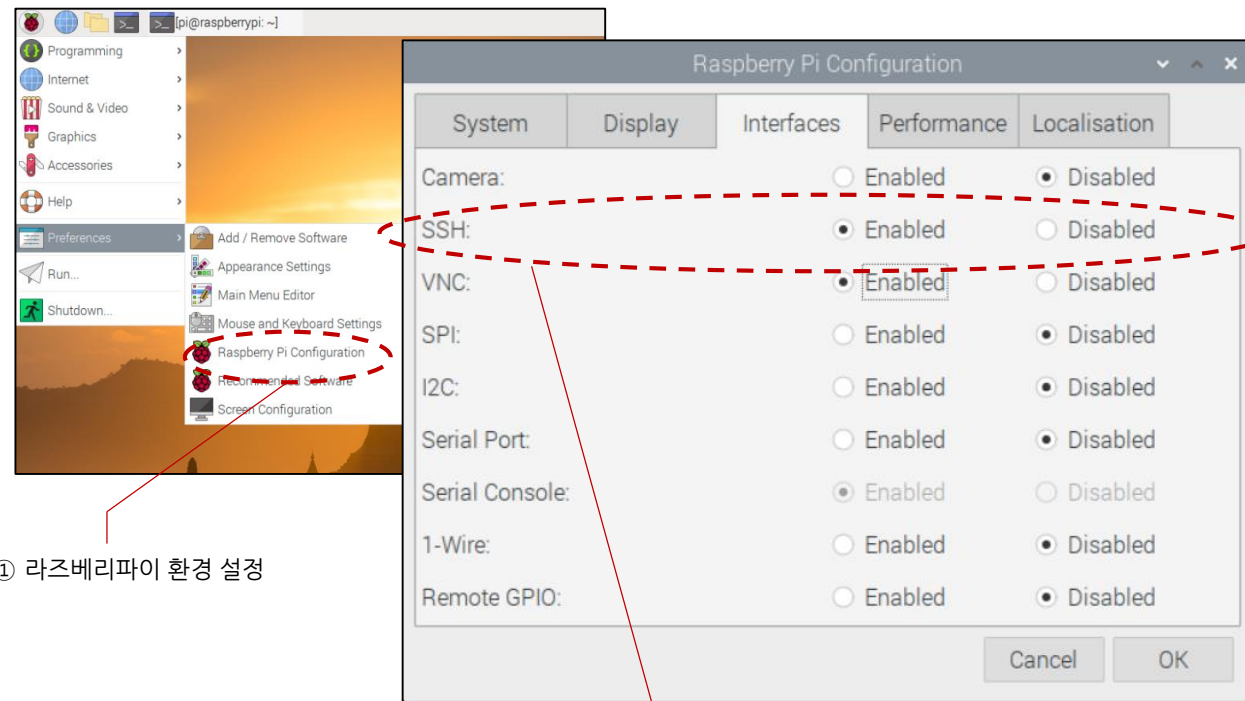 [pi@raspberrypi: ~]
Programming
Internet
Sound & Video
Graphics
Accessories
Help
Preferences
Run...
Shutdown...
Add / Remove Software
Appearance Settings
Main Menu Editor
Mouse and Keyboard Settings
Raspberry Pi Configuration
Recommended Software
Screen Configuration
① 라즈베리파이 환경 설정
Raspberry Pi Configuration
System Display Interfaces Performance Localisation
Camera: Enabled Disabled
SSH: Enabled Disabled
VNC: Enabled Disabled
SPI: Enabled Disabled
I2C: Enabled Disabled
Serial Port: Enabled Disabled
Serial Console: Enabled Disabled
1-Wire: Enabled Disabled
Remote GPIO: Enabled Disabled
Cancel OK